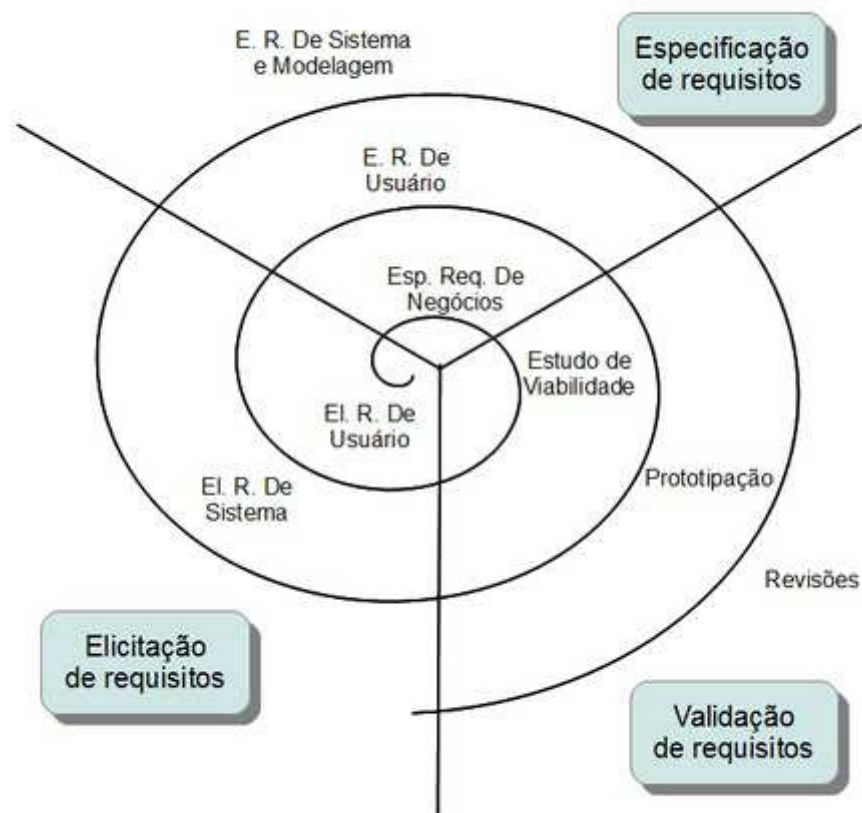 E. R. De Sistema
e Modelagem
Especificação
de requisitos
E. R. De
Usuário
Esp. Req. De
Negócios
Estudo de
Viabilidade
El. R. De
Usuário
El. R. De
Sistema
Prototipação
Revisões
Elicitação
de requisitos
Validação
de requisitos